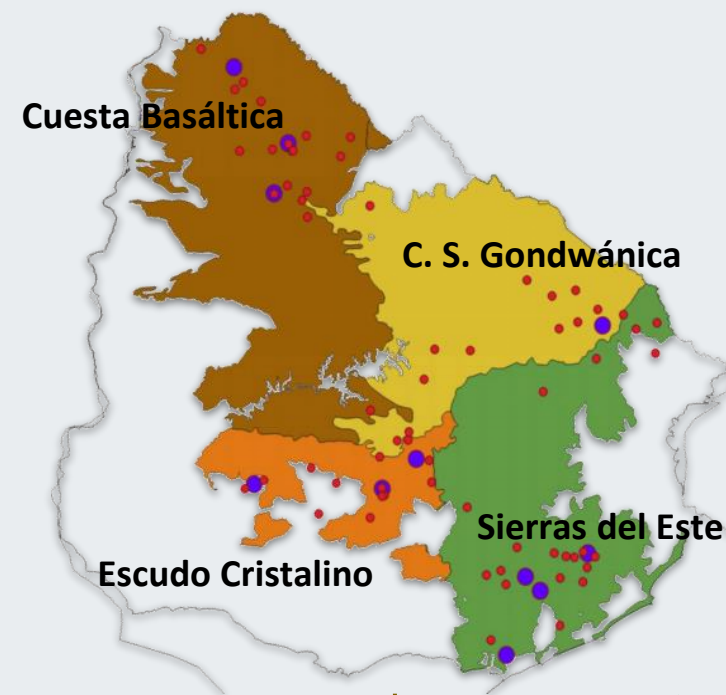 Cuesta Basáltica
C. S. Gondwánica
Sierras del Este
Escudo Cristalino